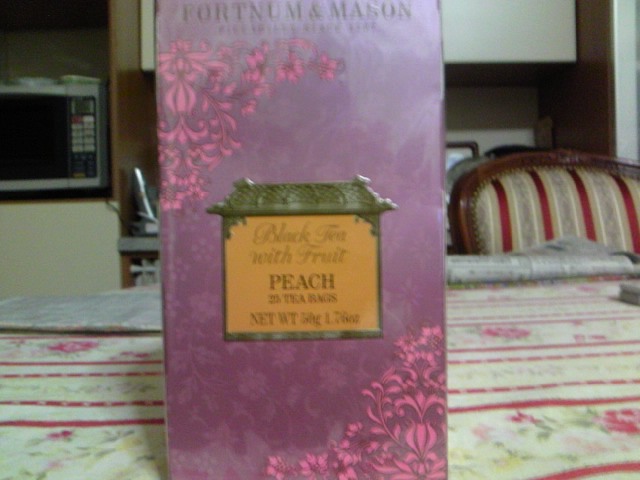 FORTNUM & MASON
Black Tea
with Fruit
PEACH
25 TEA BAGS
NET WT 50g 1.76oz